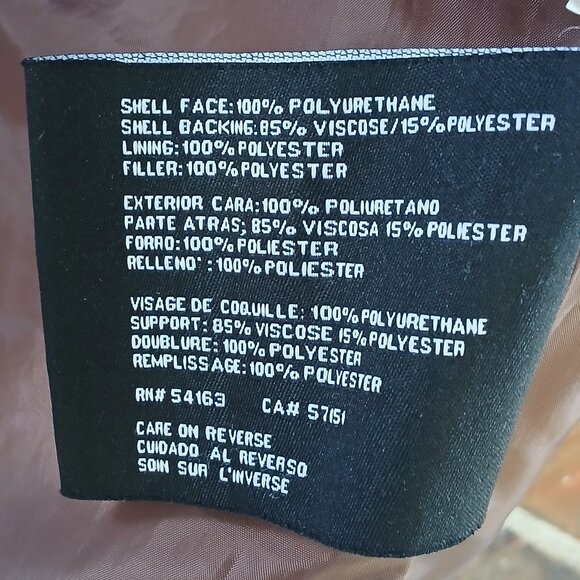 SHELL FACE:100% POLYURETHANE
SHELL BACKING:85% VISCOSE/15%POLYESTER
LINING:100%POLYESTER
FILLER:100%POLYESTER
EXTERIOR CARA:100% POLIURETANO
PARTE ATRAS; 85% VISCOSA 15% POLIESTER
FORRO:100%POLIESTER
RELLENO' :100%POLIESTER
VISAGE DE COQUILLE: 100%POLYURETHANE
SUPPORT: 85% VISCOSE 15% POLYESTER
DOUBLURE: 100% POLYESTER
REMPLISSAGE:100% POLYESTER
RN# 54163 CA# 57151
CARE ON REVERSE
CUIDADO AL REVERSO
SOIN SUR L'INVERSE